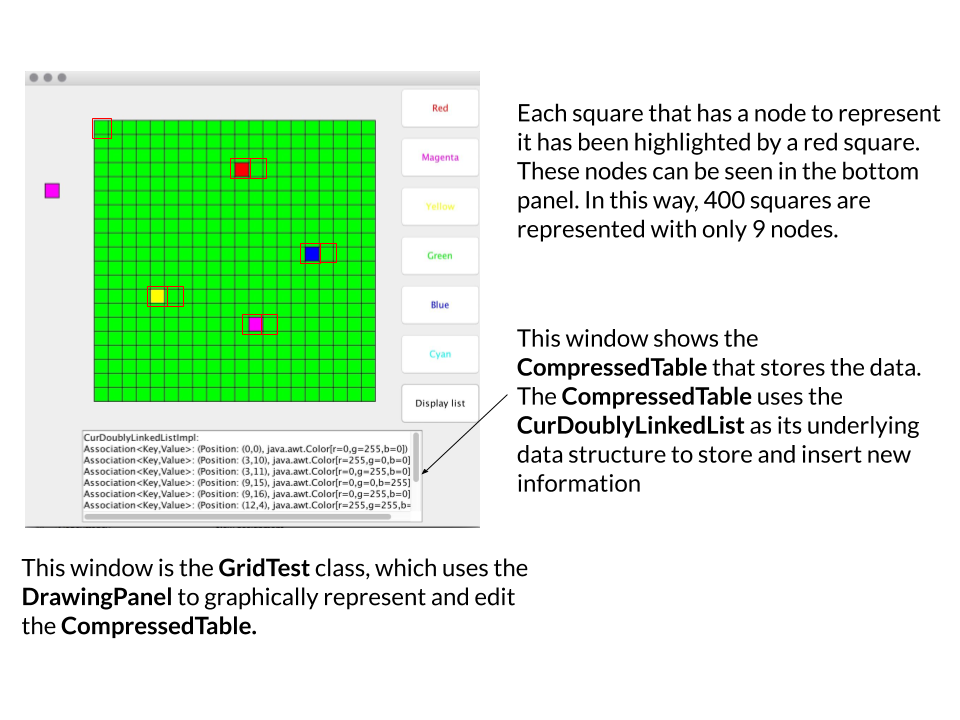 Red
Magenta
Yellow
Green
Blue
Cyan
Display list
CurDoublyLinkedListImpl:
Association<Key,Value>: (Position: (0,0), java.awt.Color[r=0,g=255,b=0])
Association<Key,Value>: (Position: (3,10), java.awt.Color[r=255,g=0,b=0]
Association<Key,Value>: (Position: (3,11), java.awt.Color[r=0,g=255,b=0]
Association<Key,Value>: (Position: (9,15), java.awt.Color[r=0,g=0,b=255]
Association<Key,Value>: (Position: (9,16), java.awt.Color[r=0,g=255,b=0]
Association<Key,Value>: (Position: (12,4), java.awt.Color[r=255,g=255,b=
Each square that has a node to represent
it has been highlighted by a red square.
These nodes can be seen in the bottom
panel. In this way, 400 squares are
represented with only 9 nodes.
This window shows the
CompressedTable that stores the data.
The CompressedTable uses the
CurDoublyLinkedList as its underlying
data structure to store and insert new
information
This window is the GridTest class, which uses the
DrawingPanel to graphically represent and edit
the CompressedTable.